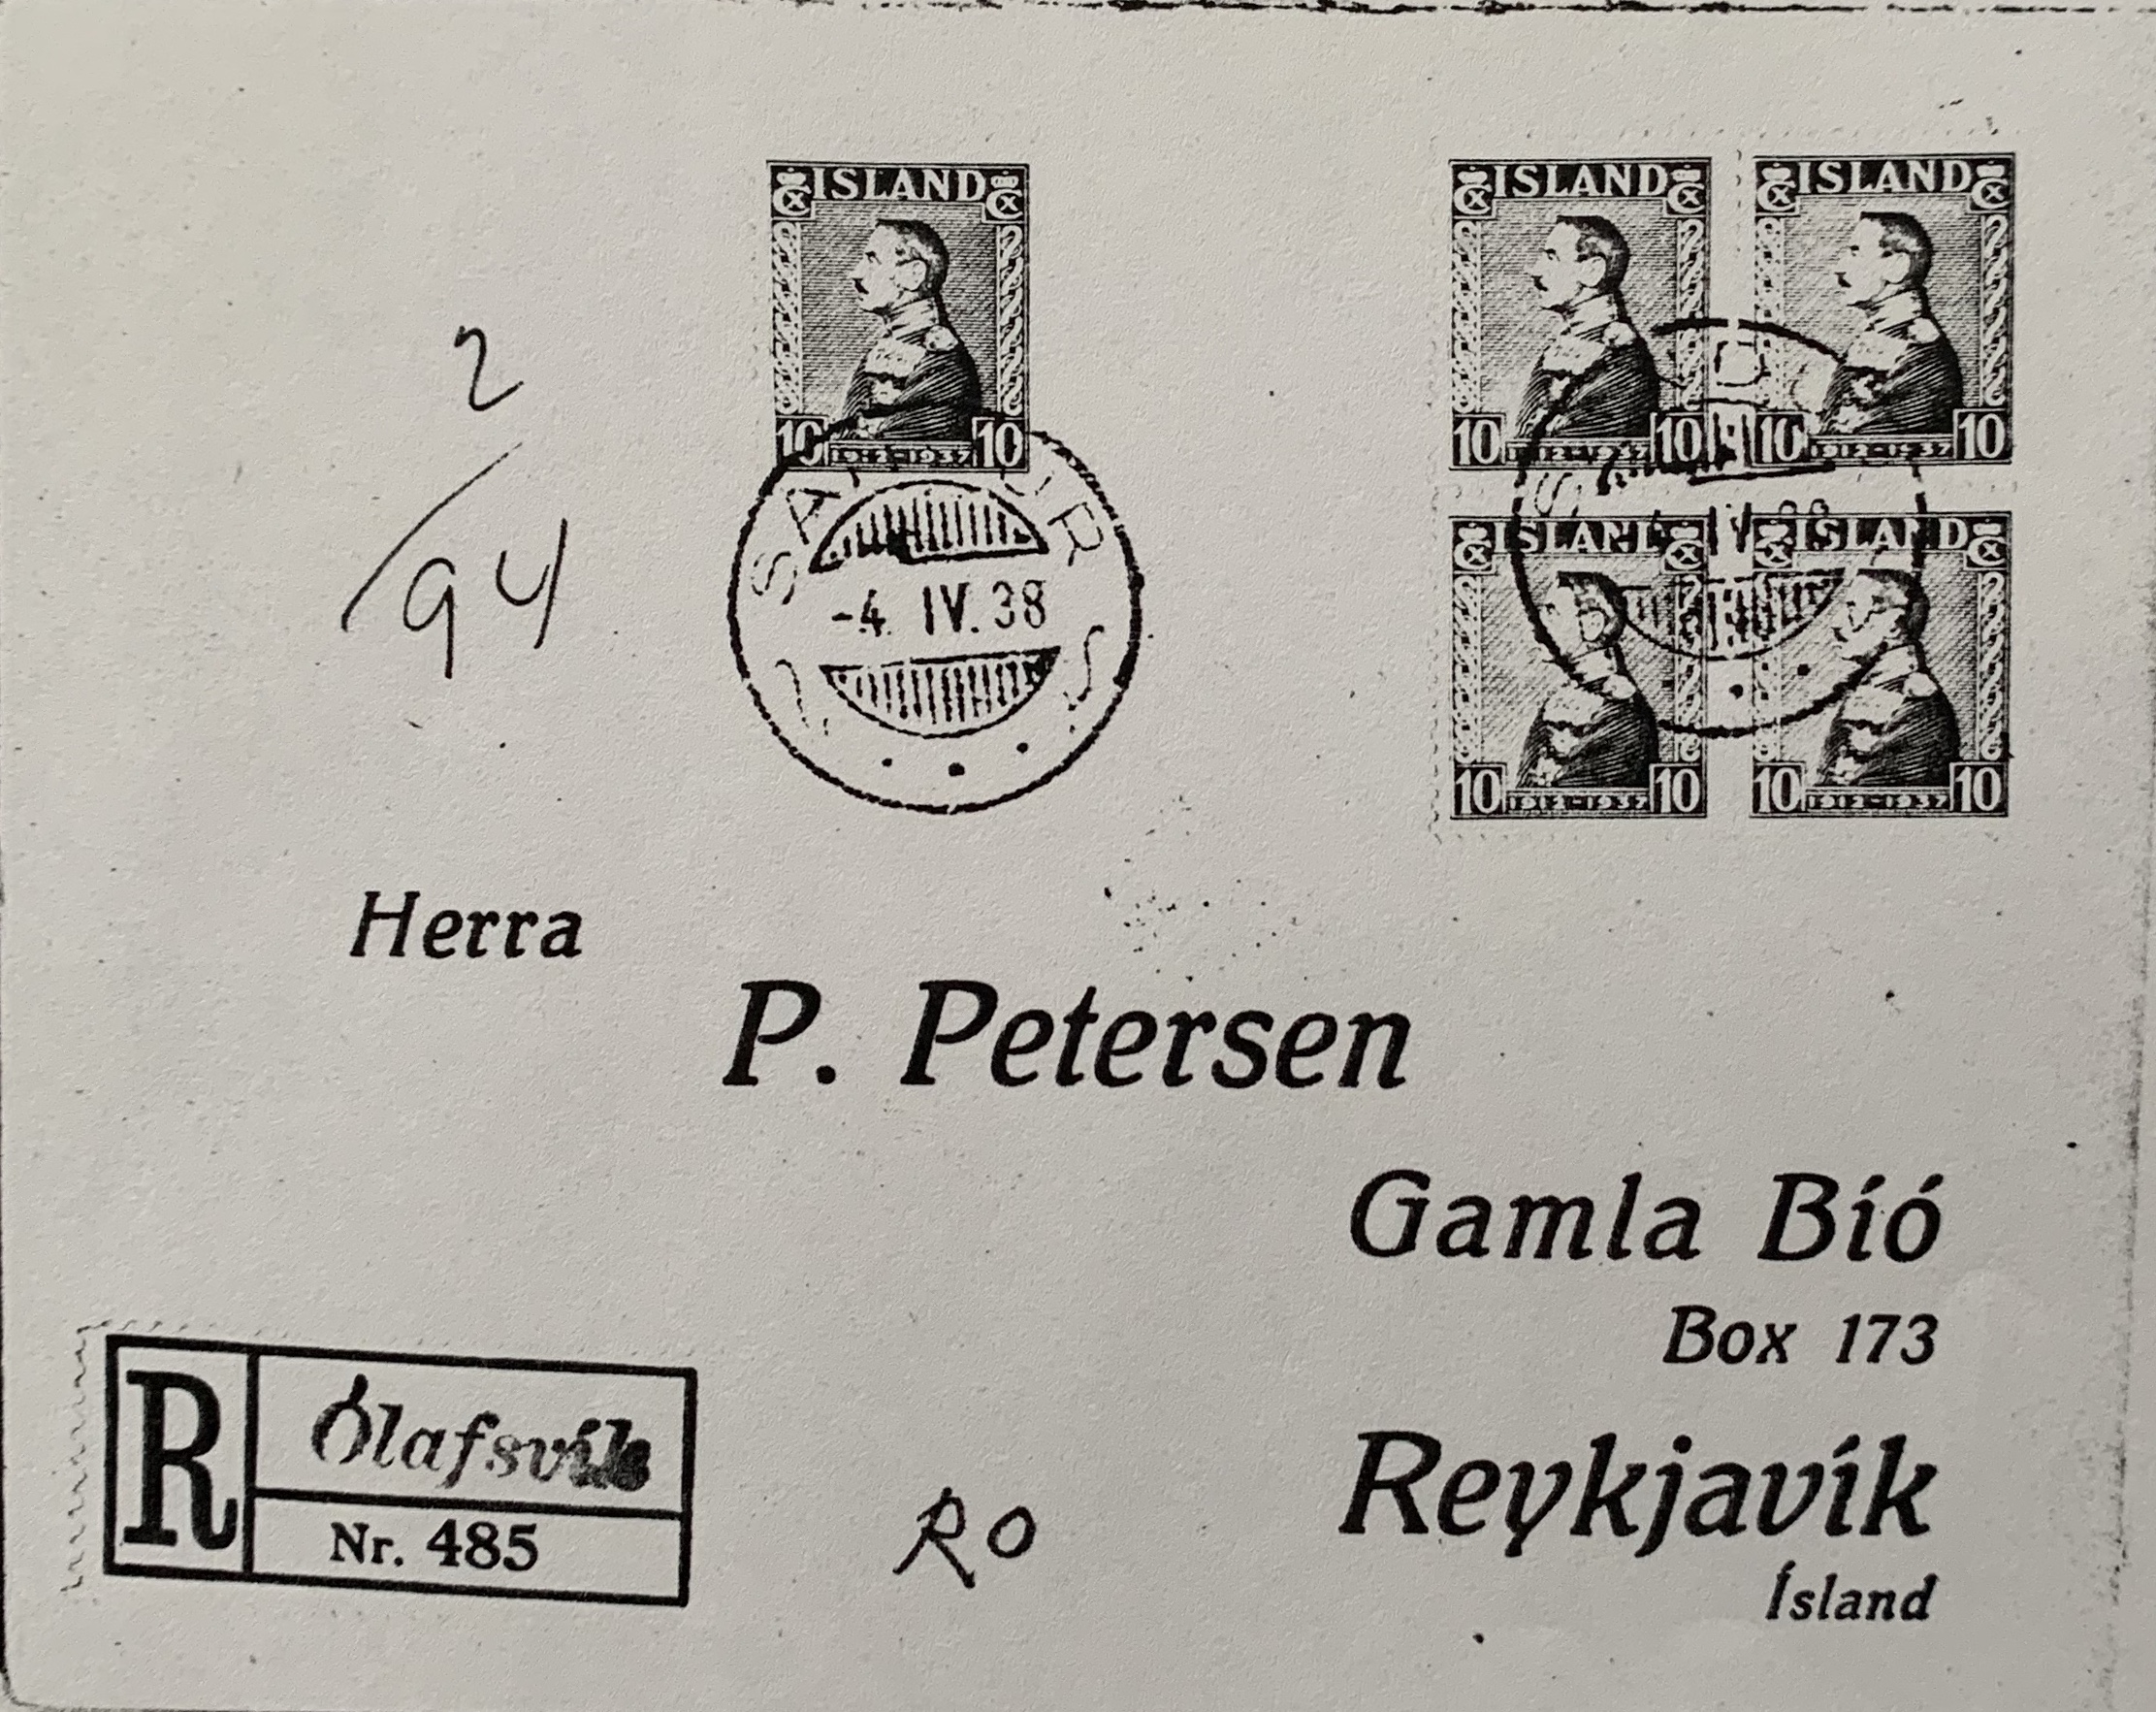 ISLAND
10 1912-1937 10
-4. IV. 38
ISLAND ISLAND
10 1912-1937 10 10 1912-1937 10
ISLAND ISLAND
10 1912-1937 10 10 1912-1937 10
2
94
Herra
P. Petersen
Gamla Bíó
Box 173
Reykjavík
Ísland
R Ólafsvík
Nr. 485
RO